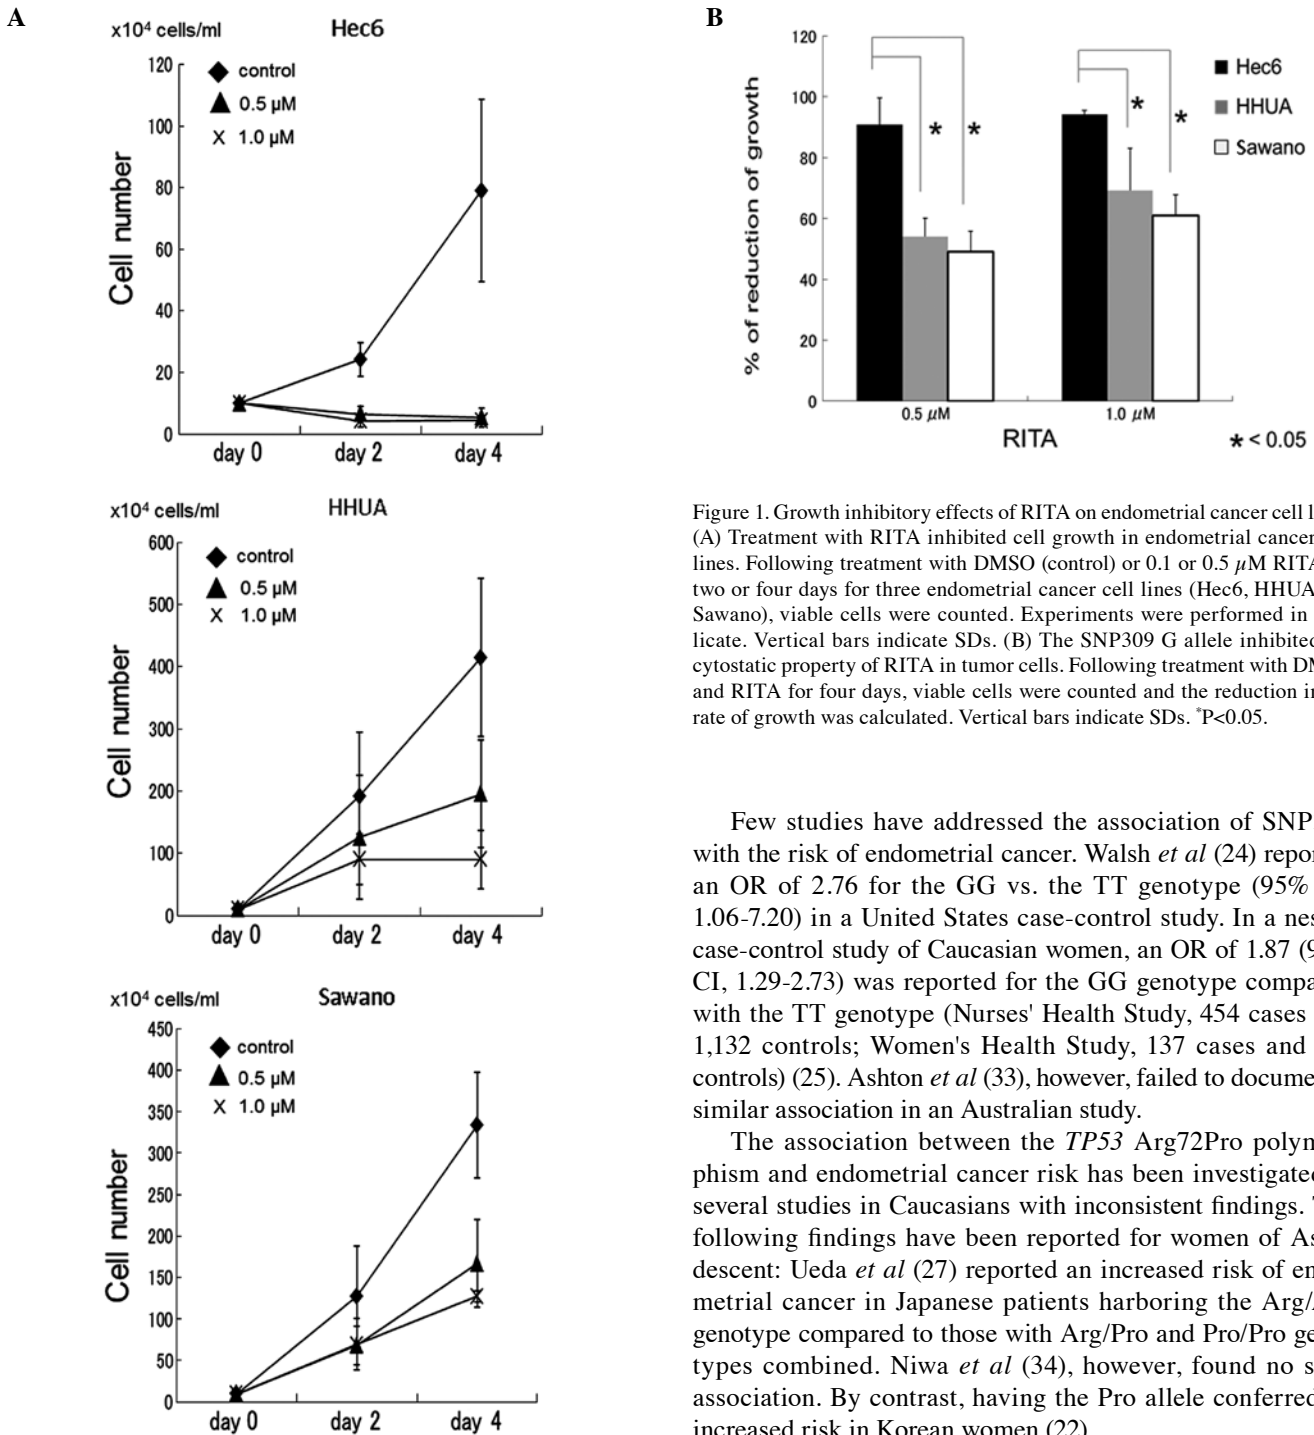 A
x10⁴ cells/ml
Hec6
120
100
80
60
40
20
0
Cell number
control
0.5 μM
1.0 μM
day 0 day 2 day 4
x10⁴ cells/ml
HHUA
600
500
400
300
200
100
0
Cell number
control
0.5 μM
1.0 μM
day 0 day 2 day 4
x10⁴ cells/ml
Sawano
450
400
350
300
250
200
150
100
50
0
Cell number
control
0.5 μM
1.0 μM
day 0 day 2 day 4
B
120
100
80
60
40
20
0
% of reduction of growth
Hec6
HHUA
Sawano
* *
* *
0.5 μM 1.0 μM
RITA
* < 0.05
Figure 1. Growth inhibitory effects of RITA on endometrial cancer cell l
(A) Treatment with RITA inhibited cell growth in endometrial cancer
lines. Following treatment with DMSO (control) or 0.1 or 0.5 μM RITA
two or four days for three endometrial cancer cell lines (Hec6, HHUA
Sawano), viable cells were counted. Experiments were performed in
licate. Vertical bars indicate SDs. (B) The SNP309 G allele inhibited
cytostatic property of RITA in tumor cells. Following treatment with DM
and RITA for four days, viable cells were counted and the reduction in
rate of growth was calculated. Vertical bars indicate SDs. *P<0.05.
Few studies have addressed the association of SNP
with the risk of endometrial cancer. Walsh et al (24) repor
an OR of 2.76 for the GG vs. the TT genotype (95%
1.06-7.20) in a United States case-control study. In a nes
case-control study of Caucasian women, an OR of 1.87 (9
CI, 1.29-2.73) was reported for the GG genotype compa
with the TT genotype (Nurses' Health Study, 454 cases
1,132 controls; Women's Health Study, 137 cases and
controls) (25). Ashton et al (33), however, failed to docume
similar association in an Australian study.
The association between the TP53 Arg72Pro polym
phism and endometrial cancer risk has been investigated
several studies in Caucasians with inconsistent findings.
following findings have been reported for women of As
descent: Ueda et al (27) reported an increased risk of en
metrial cancer in Japanese patients harboring the Arg/
genotype compared to those with Arg/Pro and Pro/Pro ge
types combined. Niwa et al (34), however, found no s
association. By contrast, having the Pro allele conferred
increased risk in Korean women (22)